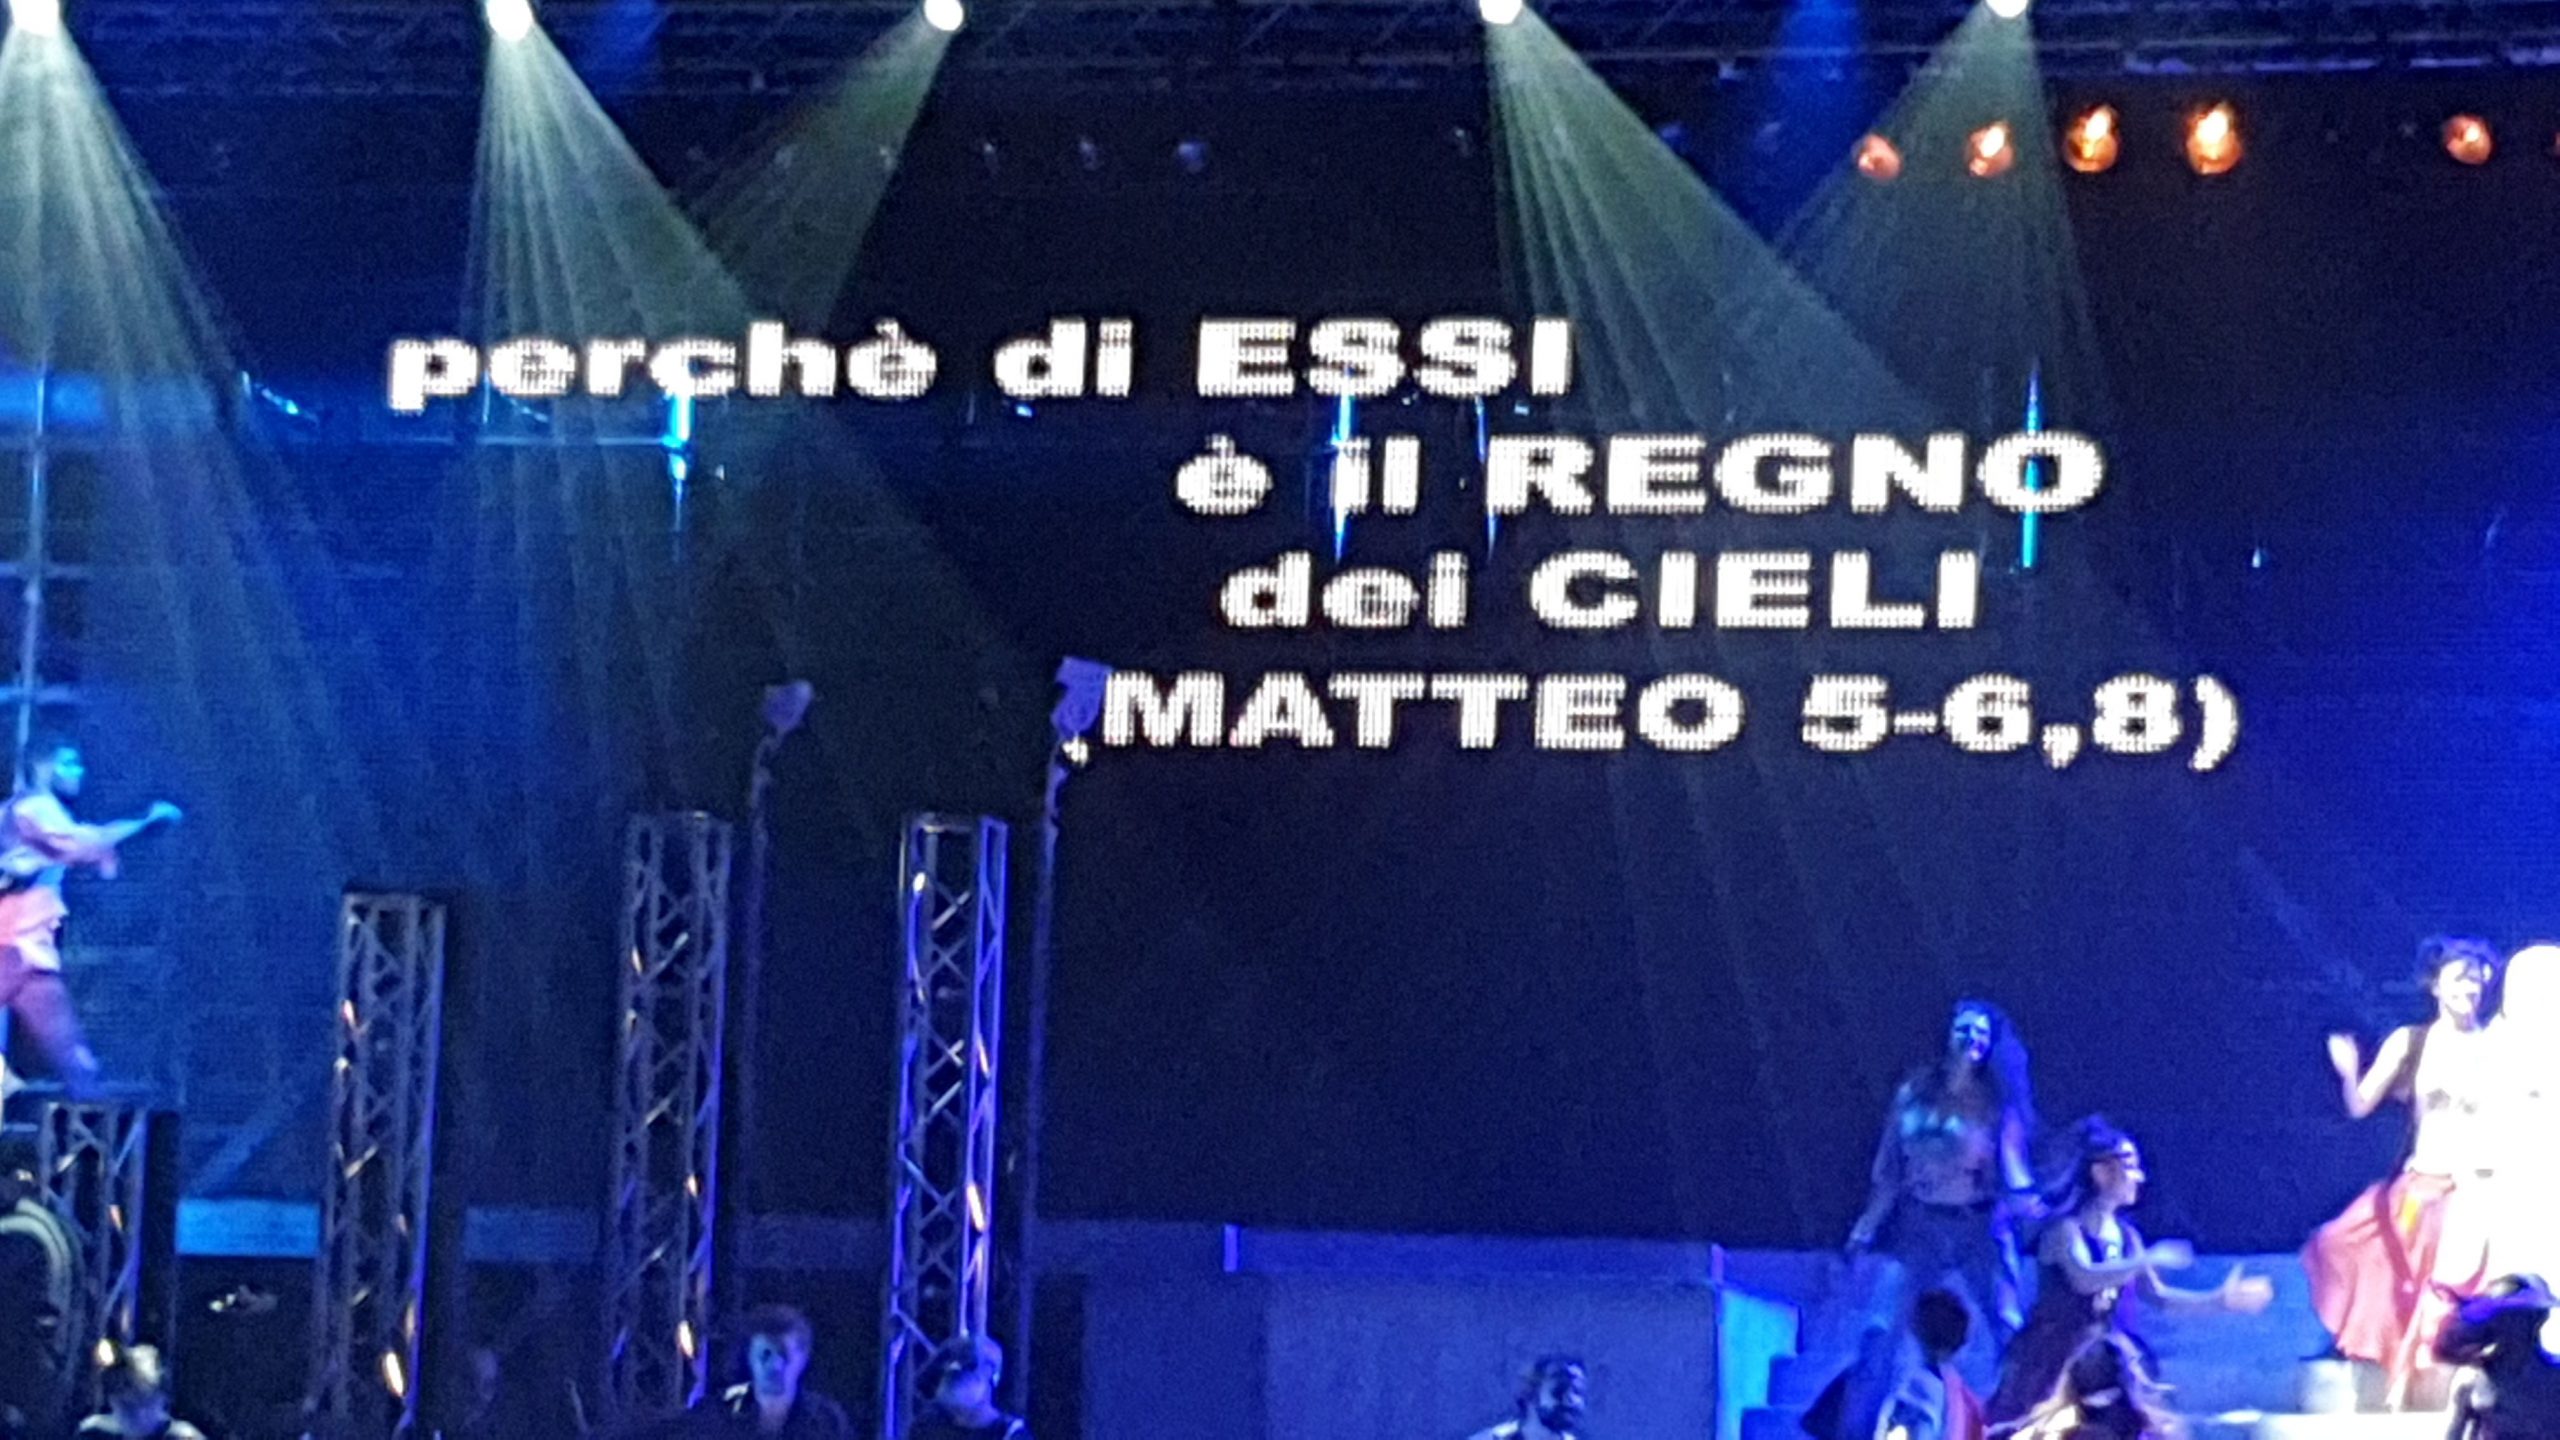 perchè di ESSI
è il REGNO
dei CIELI
(MATTEO 5-6,8)